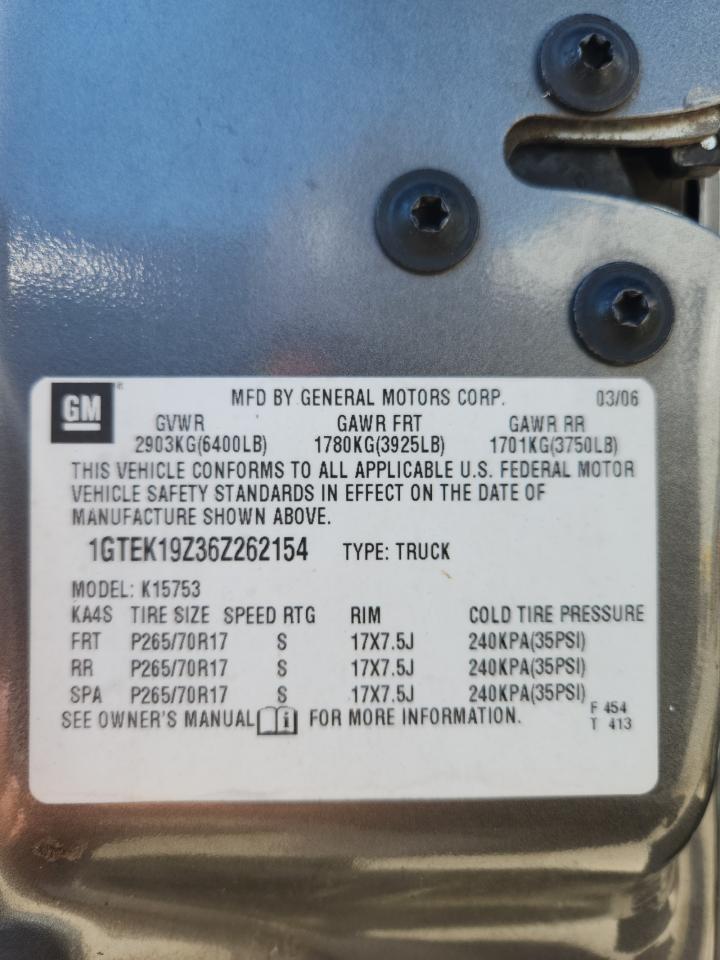 GM
MFD BY GENERAL MOTORS CORP. 03/06
GVWR GAWR FRT GAWR RR
2903KG(6400LB) 1780KG(3925LB) 1701KG(3750LB)
THIS VEHICLE CONFORMS TO ALL APPLICABLE U.S. FEDERAL MOTOR
VEHICLE SAFETY STANDARDS IN EFFECT ON THE DATE OF
MANUFACTURE SHOWN ABOVE.
1GTEK19Z36Z262154 TYPE: TRUCK
MODEL: K15753
KA4S TIRE SIZE SPEED RTG RIM COLD TIRE PRESSURE
FRT P265/70R17 S 17X7.5J 240KPA(35PSI)
RR P265/70R17 S 17X7.5J 240KPA(35PSI)
SPA P265/70R17 S 17X7.5J 240KPA(35PSI)
SEE OWNER'S MANUAL i FOR MORE INFORMATION.
F 454
T 413